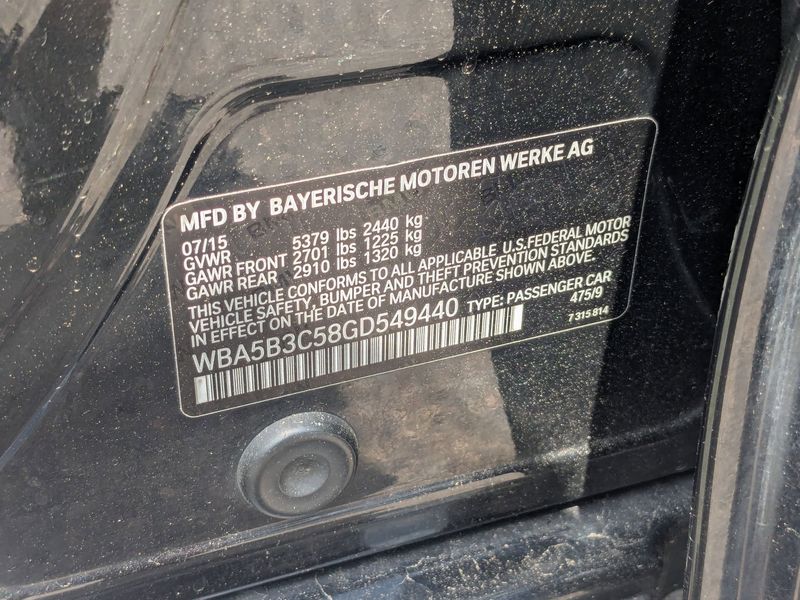 MFD BY BAYERISCHE MOTOREN WERKE AG
07/15
GVWR 5379 lbs 2440 kg
GAWR FRONT 2701 lbs 1225 kg
GAWR REAR 2910 lbs 1320 kg
THIS VEHICLE CONFORMS TO ALL APPLICABLE U.S.FEDERAL MOTOR
VEHICLE SAFETY, BUMPER AND THEFT PREVENTION STANDARDS
IN EFFECT ON THE DATE OF MANUFACTURE SHOWN ABOVE.
WBA5B3C58GD549440 TYPE: PASSENGER CAR
475/9
7 315 814